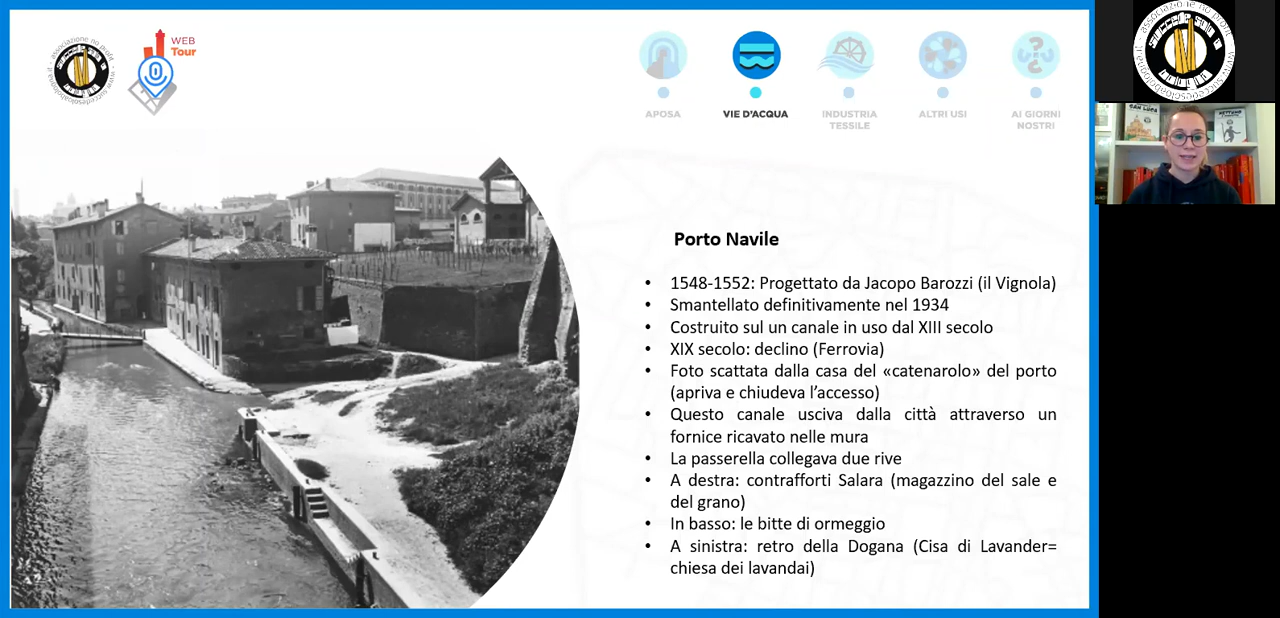 WEB
Tour
APOSA
VIE D'ACQUA
INDUSTRIA
TESSILE
ALTRI USI
AI GIORNI
NOSTRI
Porto Navile
• 1548-1552: Progettato da Jacopo Barozzi (il Vignola)
• Smantellato definitivamente nel 1934
• Costruito sul un canale in uso dal XIII secolo
• XIX secolo: declino (Ferrovia)
• Foto scattata dalla casa del «catenarolo» del porto
(apriva e chiudeva l'accesso)
• Questo canale usciva dalla città attraverso un
fornice ricavato nelle mura
• La passerella collegava due rive
• A destra: contrafforti Salara (magazzino del sale e
del grano)
• In basso: le bitte di ormeggio
• A sinistra: retro della Dogana (Cisa di Lavander=
chiesa dei lavandai)